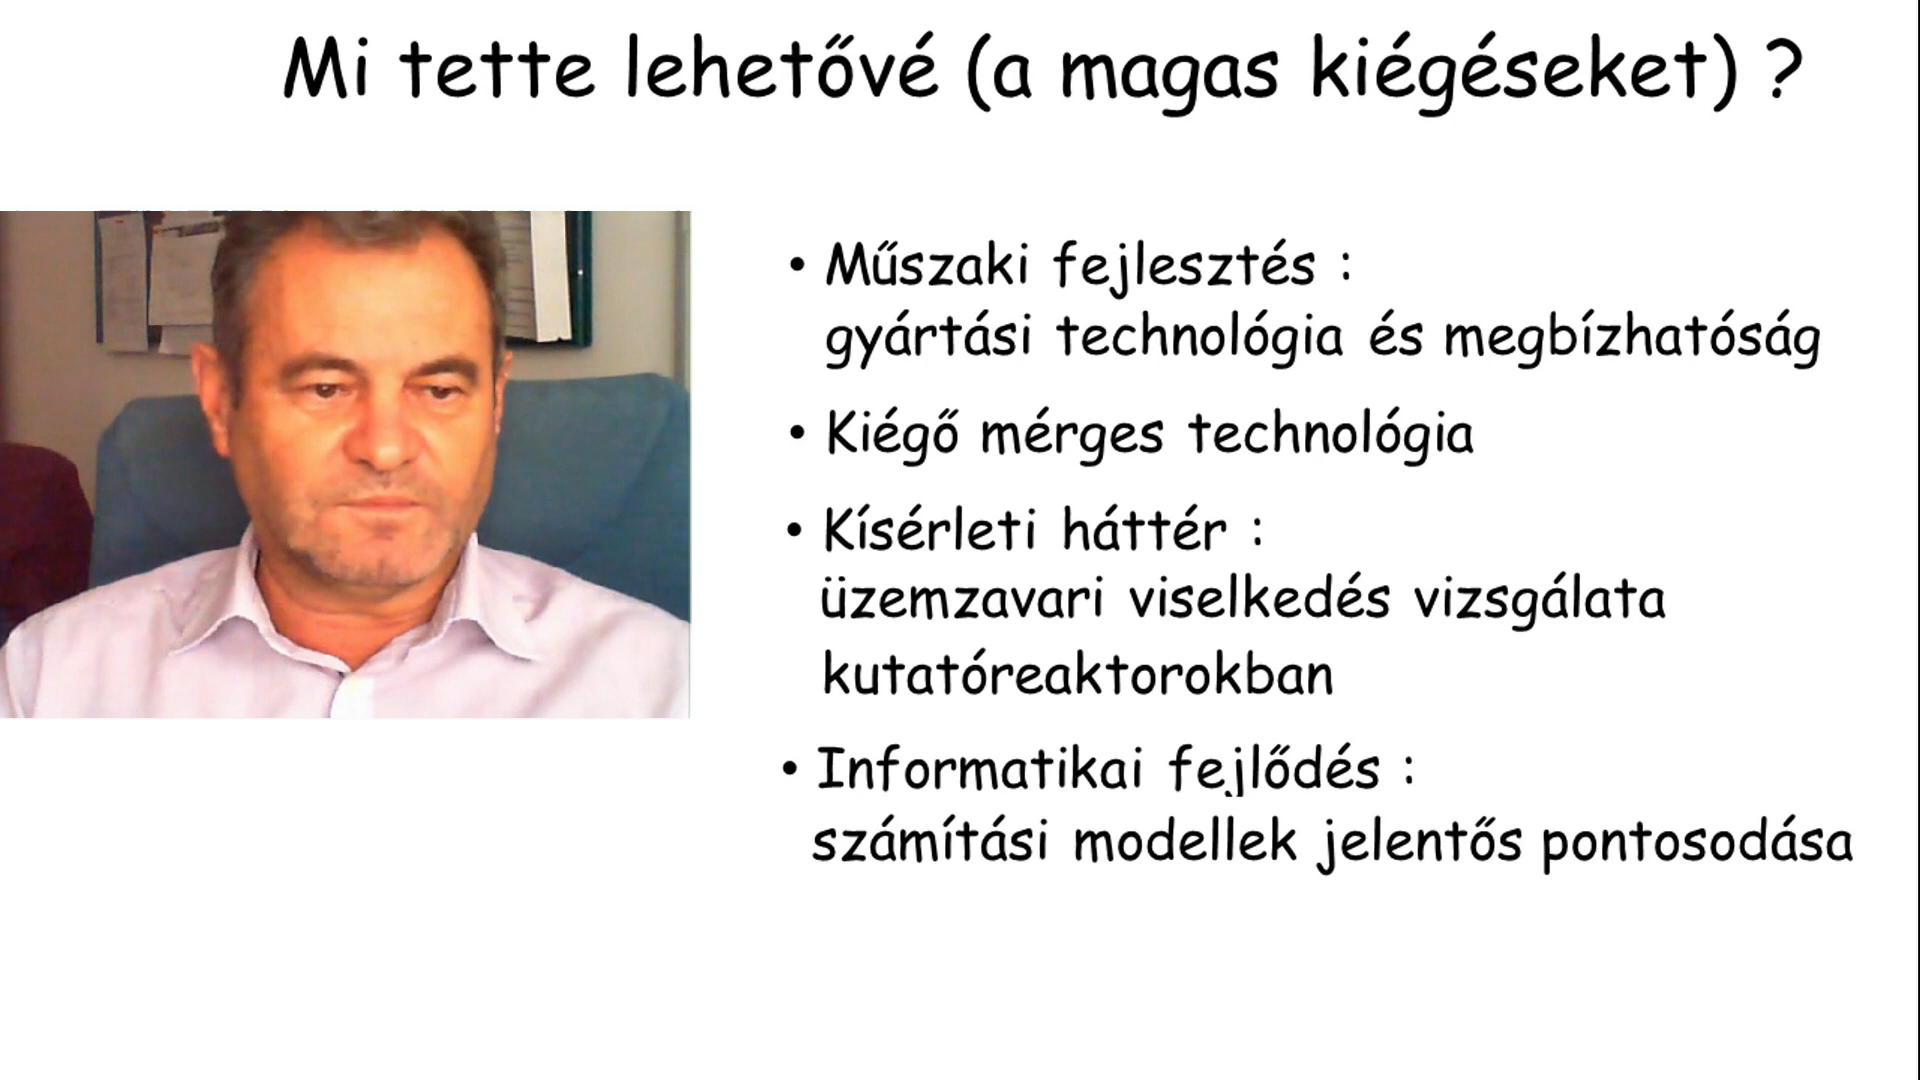 Mi tette lehetővé (a magas kiégéseket) ?
• Műszaki fejlesztés :
gyártási technológia és megbízhatóság
• Kiégő mérges technológia
• Kísérleti háttér :
üzemzavari viselkedés vizsgálata
kutatóreaktorokban
• Informatikai fejlődés :
számítási modellek jelentős pontosodása